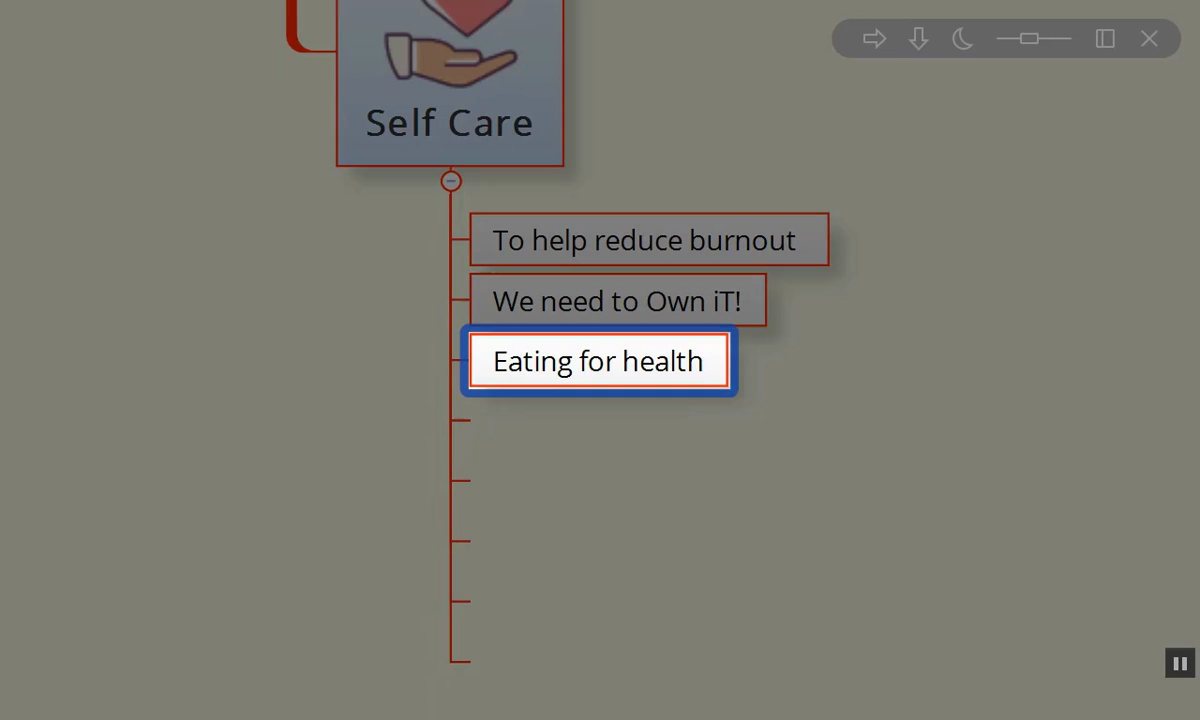 Self Care
To help reduce burnout
We need to Own iT!
Eating for health